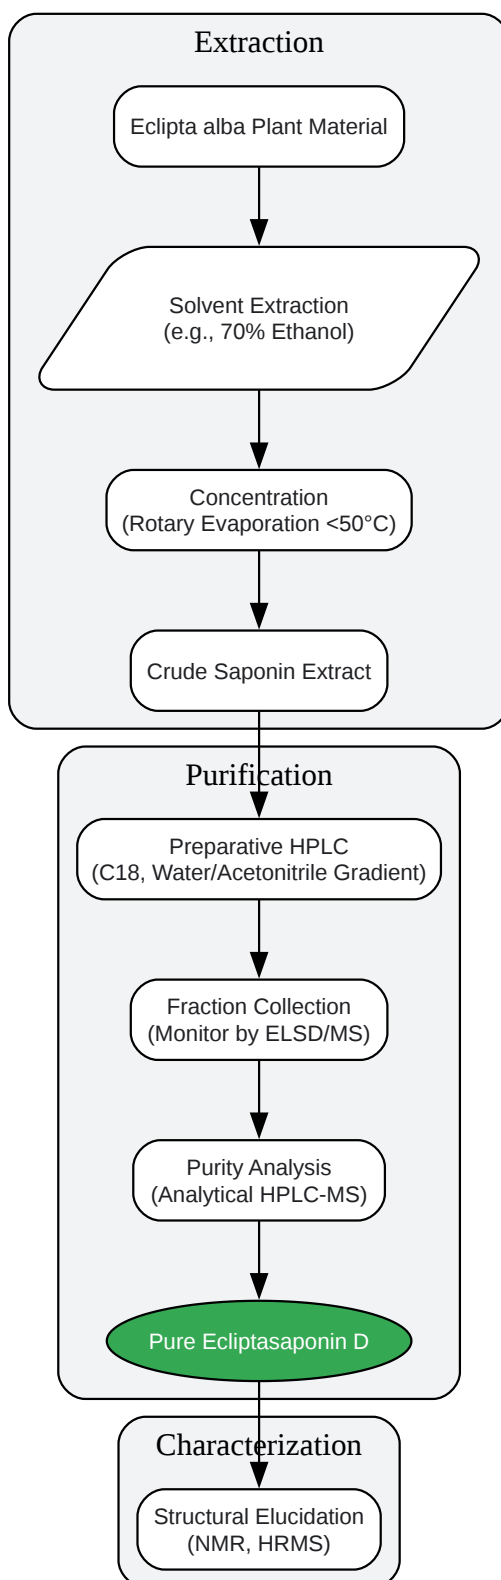 Extraction
Eclipta alba Plant Material
Solvent Extraction
(e.g., 70% Ethanol)
Concentration
(Rotary Evaporation <50°C)
Crude Saponin Extract
Purification
Preparative HPLC
(C18, Water/Acetonitrile Gradient)
Fraction Collection
(Monitor by ELSD/MS)
Purity Analysis
(Analytical HPLC-MS)
Pure Ecliptasaponin D
Characterization
Structural Elucidation
(NMR, HRMS)